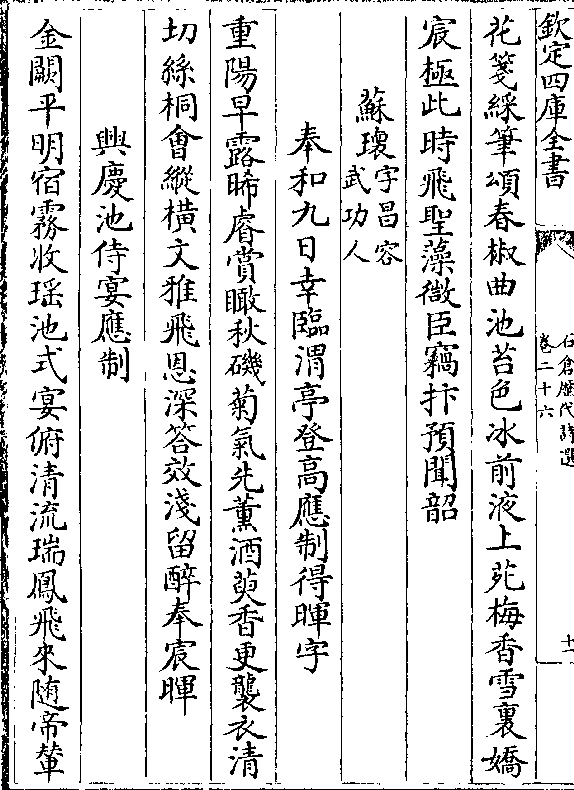 欽定四庫全書
石倉歷代詩選
卷二十六
十一
花箋綵筆頌春椒曲池苔色冰前液上苑梅香雪裏嬌
宸極此時飛聖藻微臣竊抃預聞韶
蘇瓌字昌容武功人
奉和九日幸臨渭亭登高應制得暉字
重陽早露晞睿賞瞰秋磯菊氣先薰酒萸香更襲衣清
切絲桐會縱橫文雅飛恩深答效淺留醉奉宸暉
興慶池侍宴應制
金闕平明宿霧收瑶池式宴俯清流瑞鳳飛來随帝輦